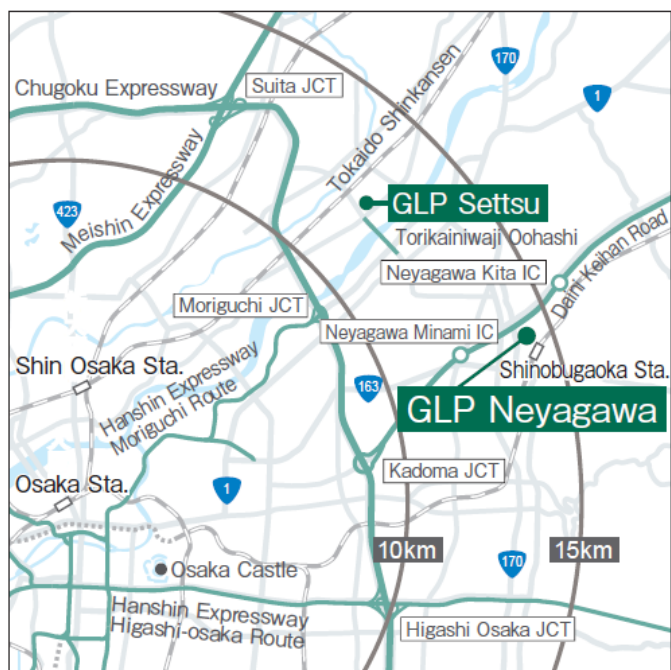 170
Chugoku Expressway
Suita JCT
1
Tokaido Shinkansen
Meishin Expressway
423
GLP Settsu
Torikainiwaji Oohashi
Neyagawa Kita IC
Daini Keihan Road
Moriguchi JCT
Neyagawa Minami IC
Shin Osaka Sta.
Hanshin Expressway
Moriguchi Route
163
Shinobugaoka Sta.
GLP Neyagawa
Kadoma JCT
Osaka Sta.
1
10km
15km
170
Osaka Castle
Hanshin Expressway
Higashi-osaka Route
Higashi Osaka JCT